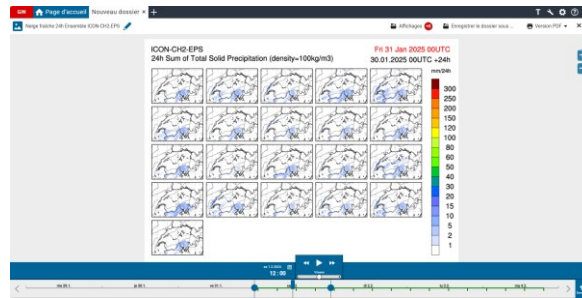 GIN Page d'accueil Nouveau dossier × +
Neige fraîche 24h Ensemble ICON CH2 EPS
Affichages
Enregistrer le dossier sous ...
Version PDF
ICON-CH2-EPS
Fri 31 Jan 2025 00UTC
24h Sum of Total Solid Precipitation (density=100kg/m3)
30.01.2025 00UTC +24h
mm/24h
300
250
200
150
120
100
80
60
50
40
30
20
15
10
5
2
1
12:00